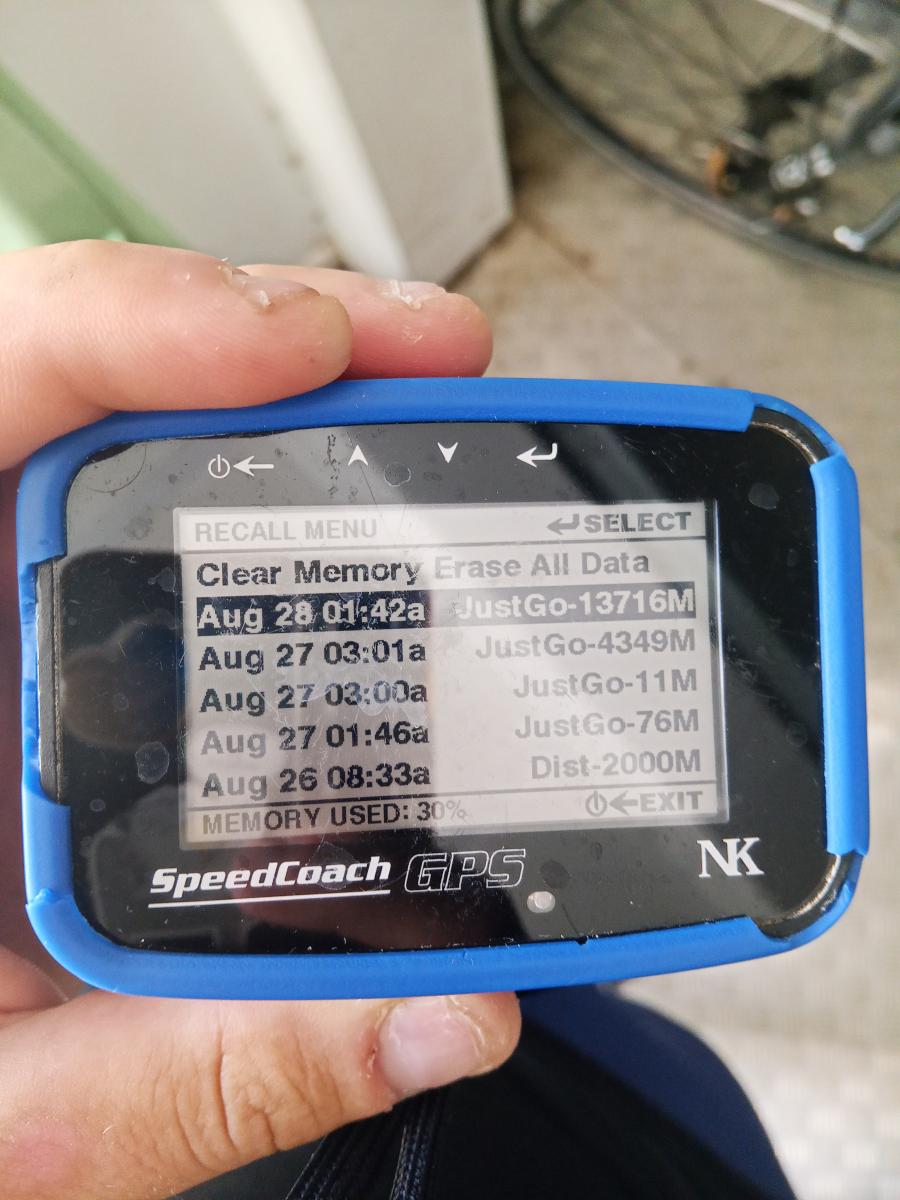 RECALL MENU SELECT
Clear Memory Erase All Data
Aug 28 01:42a JustGo-13716M
Aug 27 03:01a JustGo-4349M
Aug 27 03:00a JustGo-11M
Aug 27 01:46a JustGo-76M
Aug 26 08:33a Dist-2000M
MEMORY USED: 30% EXIT
SpeedCoach GPS NK